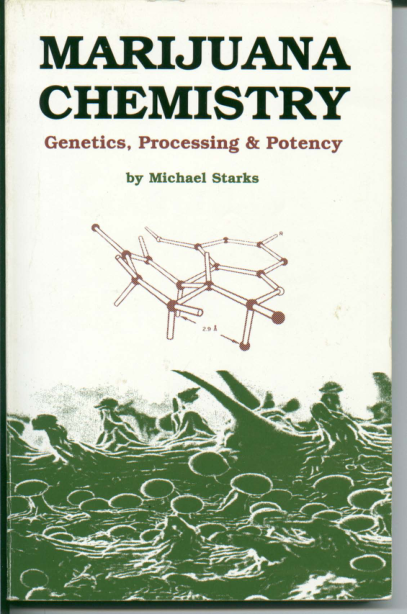 MARIJUANA
CHEMISTRY
Genetics, Processing & Potency
by Michael Starks
2.9 Å